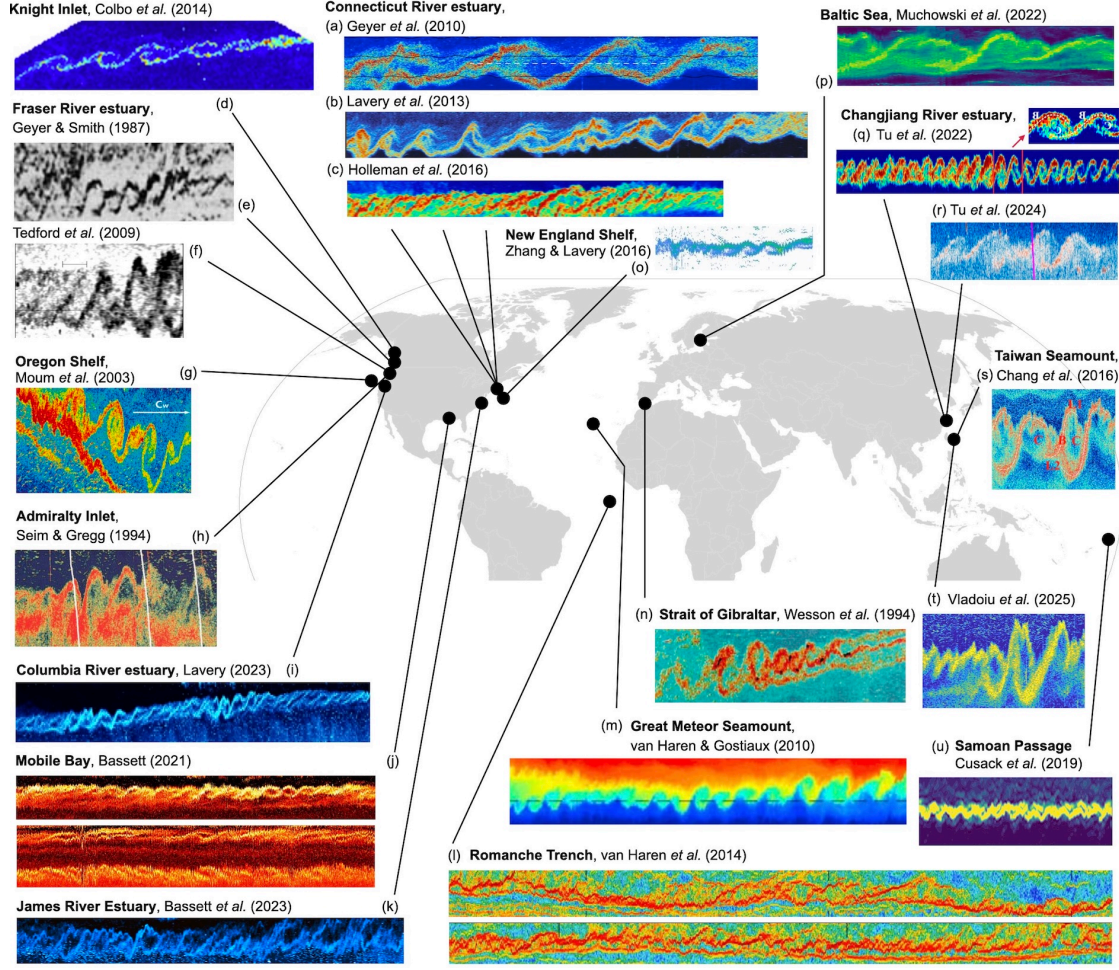 Knight Inlet, Colbo et al. (2014)
(d)
Fraser River estuary,
Geyer & Smith (1987)
(e)
Tedford et al. (2009)
(f)
Oregon Shelf,
Moum et al. (2003)
(g)
Cw
Admiralty Inlet,
Seim & Gregg (1994)
(h)
Columbia River estuary, Lavery (2023)
(i)
Mobile Bay, Bassett (2021)
(j)
James River Estuary, Bassett et al. (2023)
(k)
Connecticut River estuary,
(a) Geyer et al. (2010)
(b) Lavery et al. (2013)
(c) Holleman et al. (2016)
New England Shelf,
Zhang & Lavery (2016)
(o)
Baltic Sea, Muchowski et al. (2022)
(p)
Changjiang River estuary,
(q) Tu et al. (2022)
B
B
(r) Tu et al. (2024)
Taiwan Seamount,
(s) Chang et al. (2016)
B
C
(t) Vladoiu et al. (2025)
(n) Strait of Gibraltar, Wesson et al. (1994)
(m) Great Meteor Seamount,
van Haren & Gostiaux (2010)
(u) Samoan Passage
Cusack et al. (2019)
(l) Romanche Trench, van Haren et al. (2014)